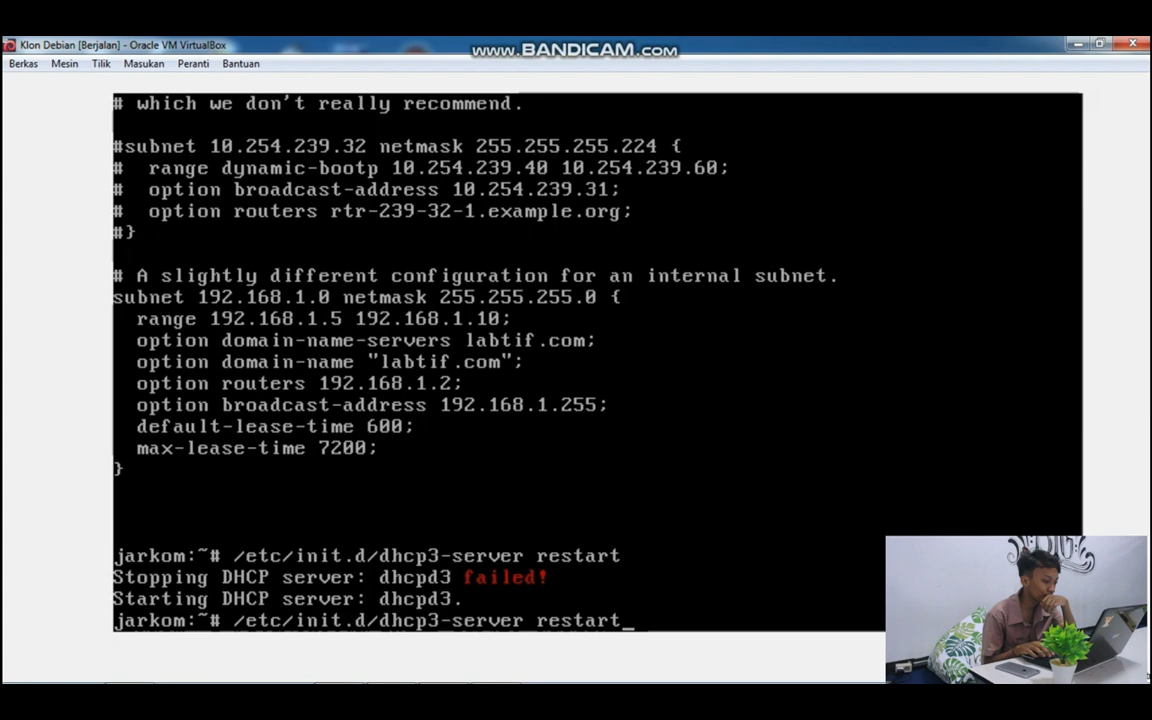 Klon Debian [Berjalan] - Oracle VM VirtualBox
www.BANDICAM.com
Berkas Mesin Tilik Masukan Peranti Bantuan
# which we don't really recommend.
#subnet 10.254.239.32 netmask 255.255.255.224 {
#  range dynamic-bootp 10.254.239.40 10.254.239.60;
#  option broadcast-address 10.254.239.31;
#  option routers rtr-239-32-1.example.org;
#}
# A slightly different configuration for an internal subnet.
subnet 192.168.1.0 netmask 255.255.255.0 {
  range 192.168.1.5 192.168.1.10;
  option domain-name-servers labtif.com;
  option domain-name "labtif.com";
  option routers 192.168.1.2;
  option broadcast-address 192.168.1.255;
  default-lease-time 600;
  max-lease-time 7200;
}
jarkom:~# /etc/init.d/dhcp3-server restart
Stopping DHCP server: dhcpd3 failed!
Starting DHCP server: dhcpd3.
jarkom:~# /etc/init.d/dhcp3-server restart_